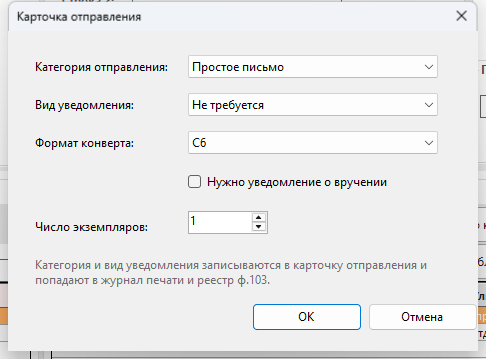 Карточка отправления
Категория отправления: Простое письмо
Вид уведомления: Не требуется
Формат конверта: C6
Нужно уведомление о вручении
Число экземпляров: 1
Категория и вид уведомления записываются в карточку отправления и
попадают в журнал печати и реестр ф.103.
ОК Отмена